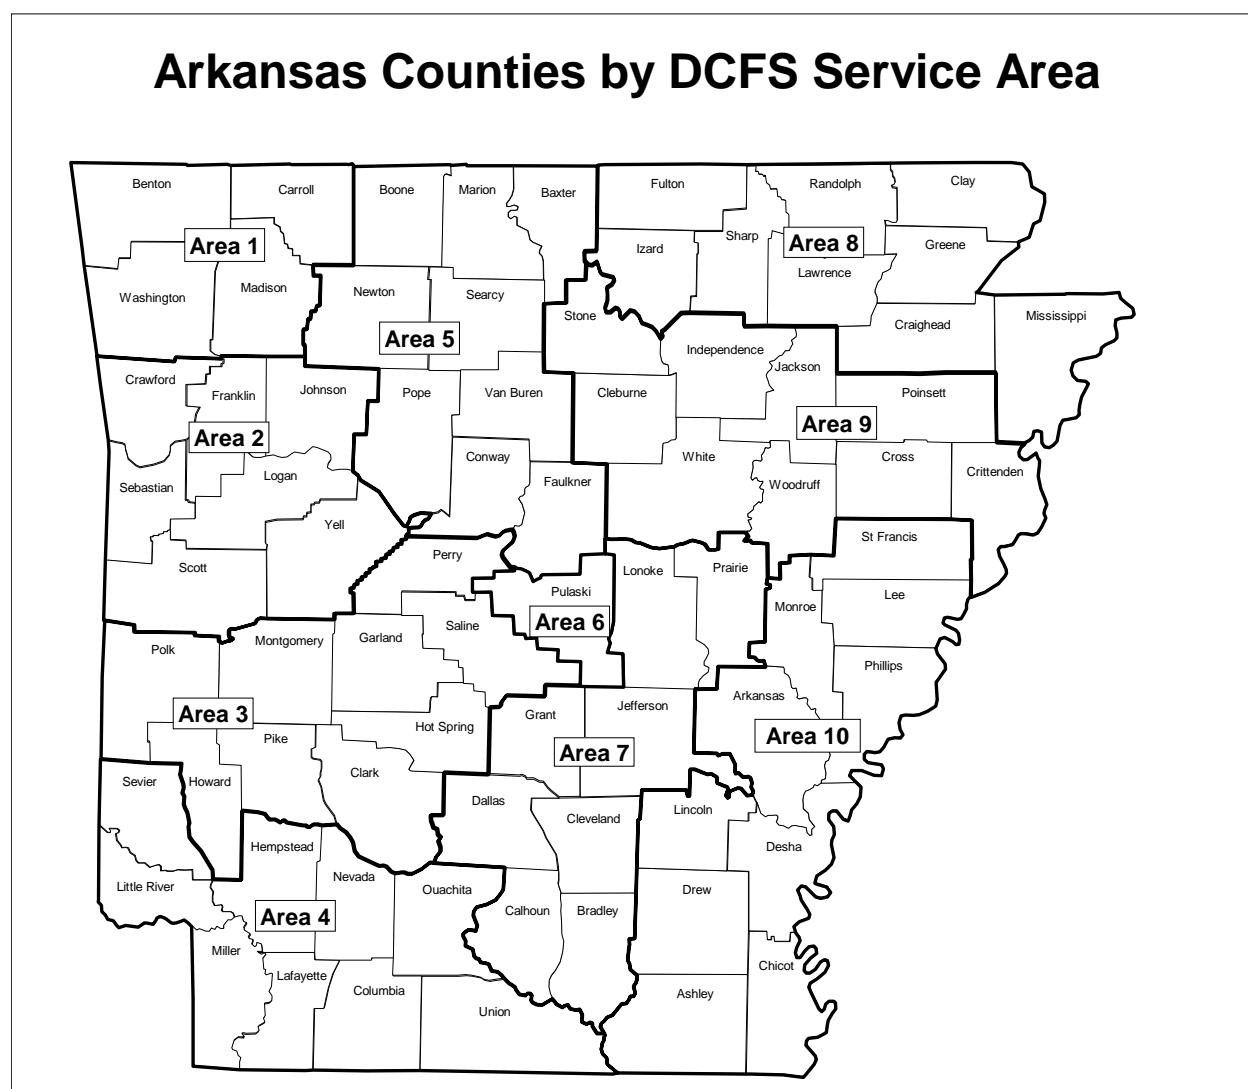 Arkansas Counties by DCFS Service Area
Benton
Carroll
Boone
Marion
Baxter
Fulton
Randolph
Clay
Area 1
Izard
Sharp
Area 8
Greene
Washington
Madison
Newton
Searcy
Lawrence
Stone
Craighead
Mississippi
Area 5
Independence
Jackson
Crawford
Franklin
Johnson
Pope
Van Buren
Cleburne
Poinsett
Area 2
Area 9
Sebastian
Logan
Conway
Faulkner
White
Woodruff
Cross
Crittenden
Yell
Scott
Perry
Lonoke
Prairie
St Francis
Pulaski
Area 6
Monroe
Lee
Polk
Montgomery
Garland
Saline
Phillips
Area 3
Pike
Hot Spring
Grant
Jefferson
Arkansas
Area 7
Area 10
Sevier
Howard
Clark
Dallas
Cleveland
Lincoln
Desha
Hempstead
Nevada
Little River
Ouachita
Drew
Area 4
Calhoun
Bradley
Miller
Lafayette
Columbia
Union
Ashley
Chicot